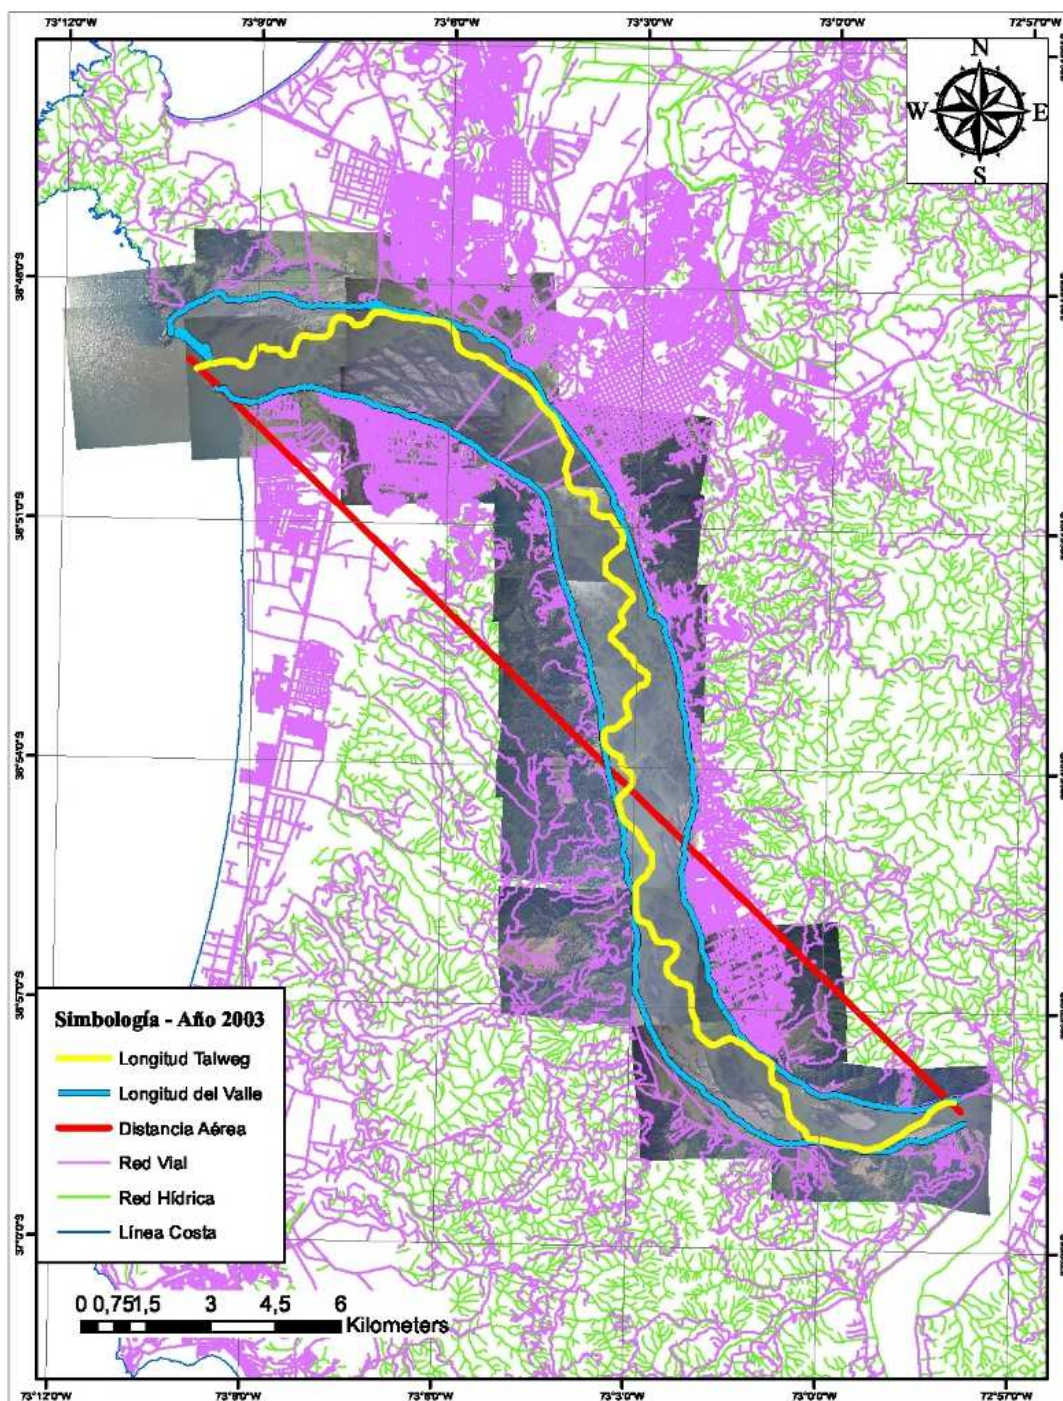 73°12'0"W 73°9'0"W 73°6'0"W 73°3'0"W 73°0'0"W 72°57'0"W
N
W E
S
36°48'0"S
36°51'0"S
36°54'0"S
36°57'0"S
37°0'0"S
Simbología - Año 2003
Longitud Talweg
Longitud del Valle
Distancia Aérea
Red Vial
Red Hídrica
Línea Costa
0 0,75 1,5 3 4,5 6
Kilometers
73°12'0"W 73°9'0"W 73°6'0"W 73°3'0"W 73°0'0"W 72°57'0"W